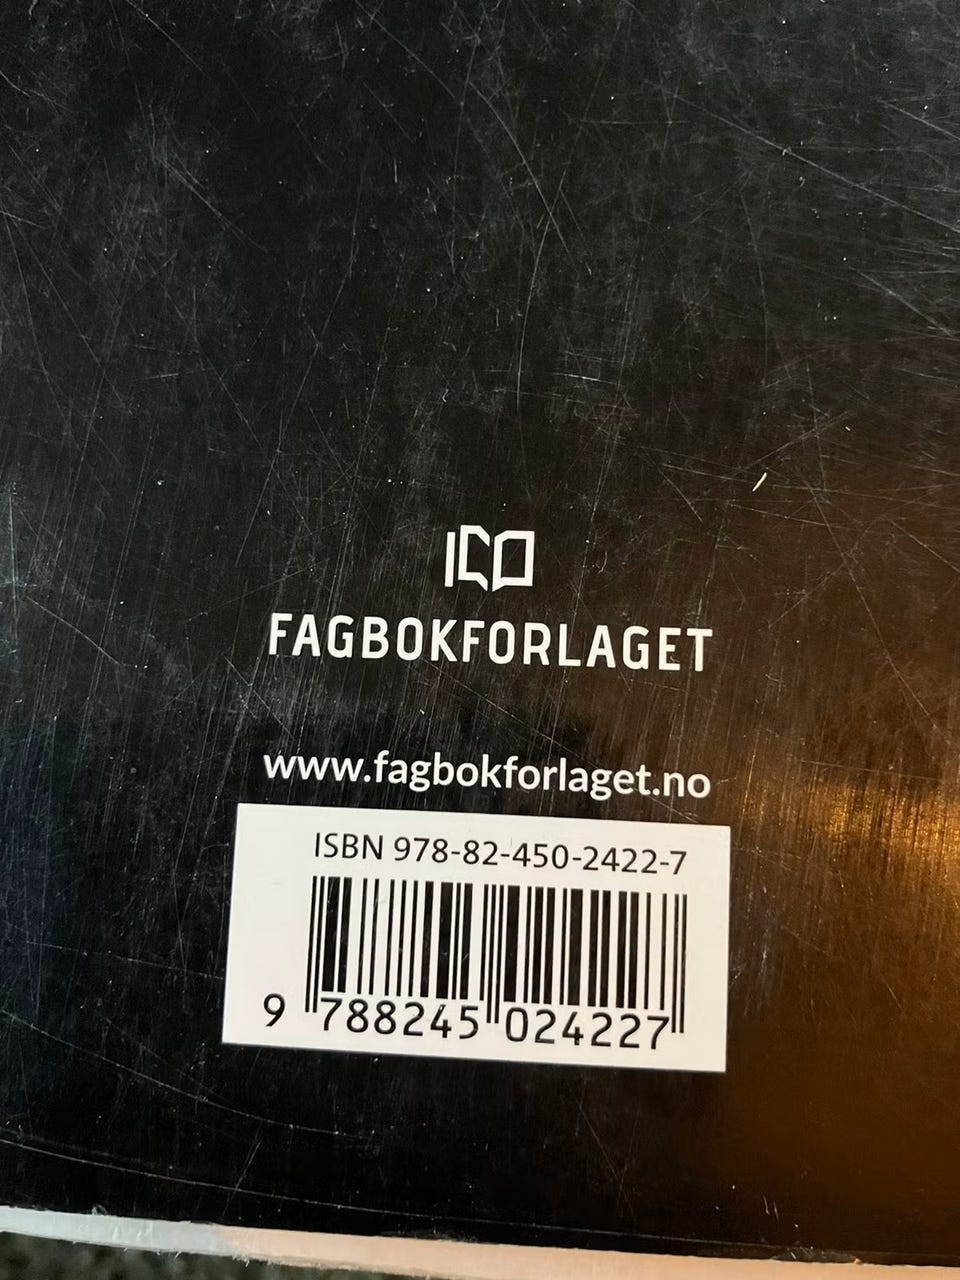 FAGBOKFORLAGET
www.fagbokforlaget.no
ISBN 978-82-450-2422-7
9 788245 024227